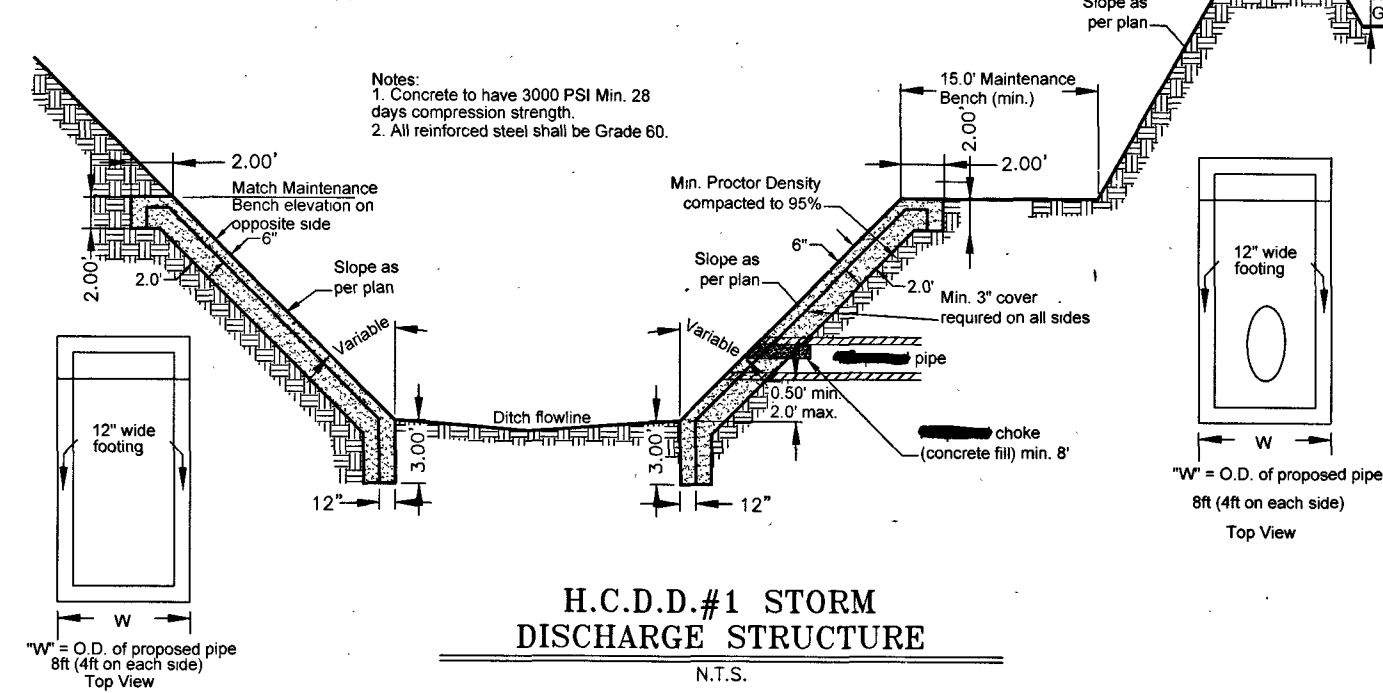 Slope as
per plan
G
Notes:
1. Concrete to have 3000 PSI Min. 28
days compression strength.
2. All reinforced steel shall be Grade 60.
15.0' Maintenance
Bench (min.)
2.00'
2.00'
2.00'
Match Maintenance
Bench elevation on
opposite side
6"
2.00'
2.0'
Slope as
per plan
Variable
Min. Proctor Density
compacted to 95%
6"
Slope as
per plan
2.0'
Min. 3" cover
required on all sides
Variable
pipe
0.50' min.
2.0' max.
choke
(concrete fill) min. 8'
Ditch flowline
3.00'
3.00'
12"
12"
12" wide
footing
W
"W" = O.D. of proposed pipe
8ft (4ft on each side)
Top View
12" wide
footing
W
"W" = O.D. of proposed pipe
8ft (4ft on each side)
Top View
H.C.D.D.#1 STORM
DISCHARGE STRUCTURE
N.T.S.